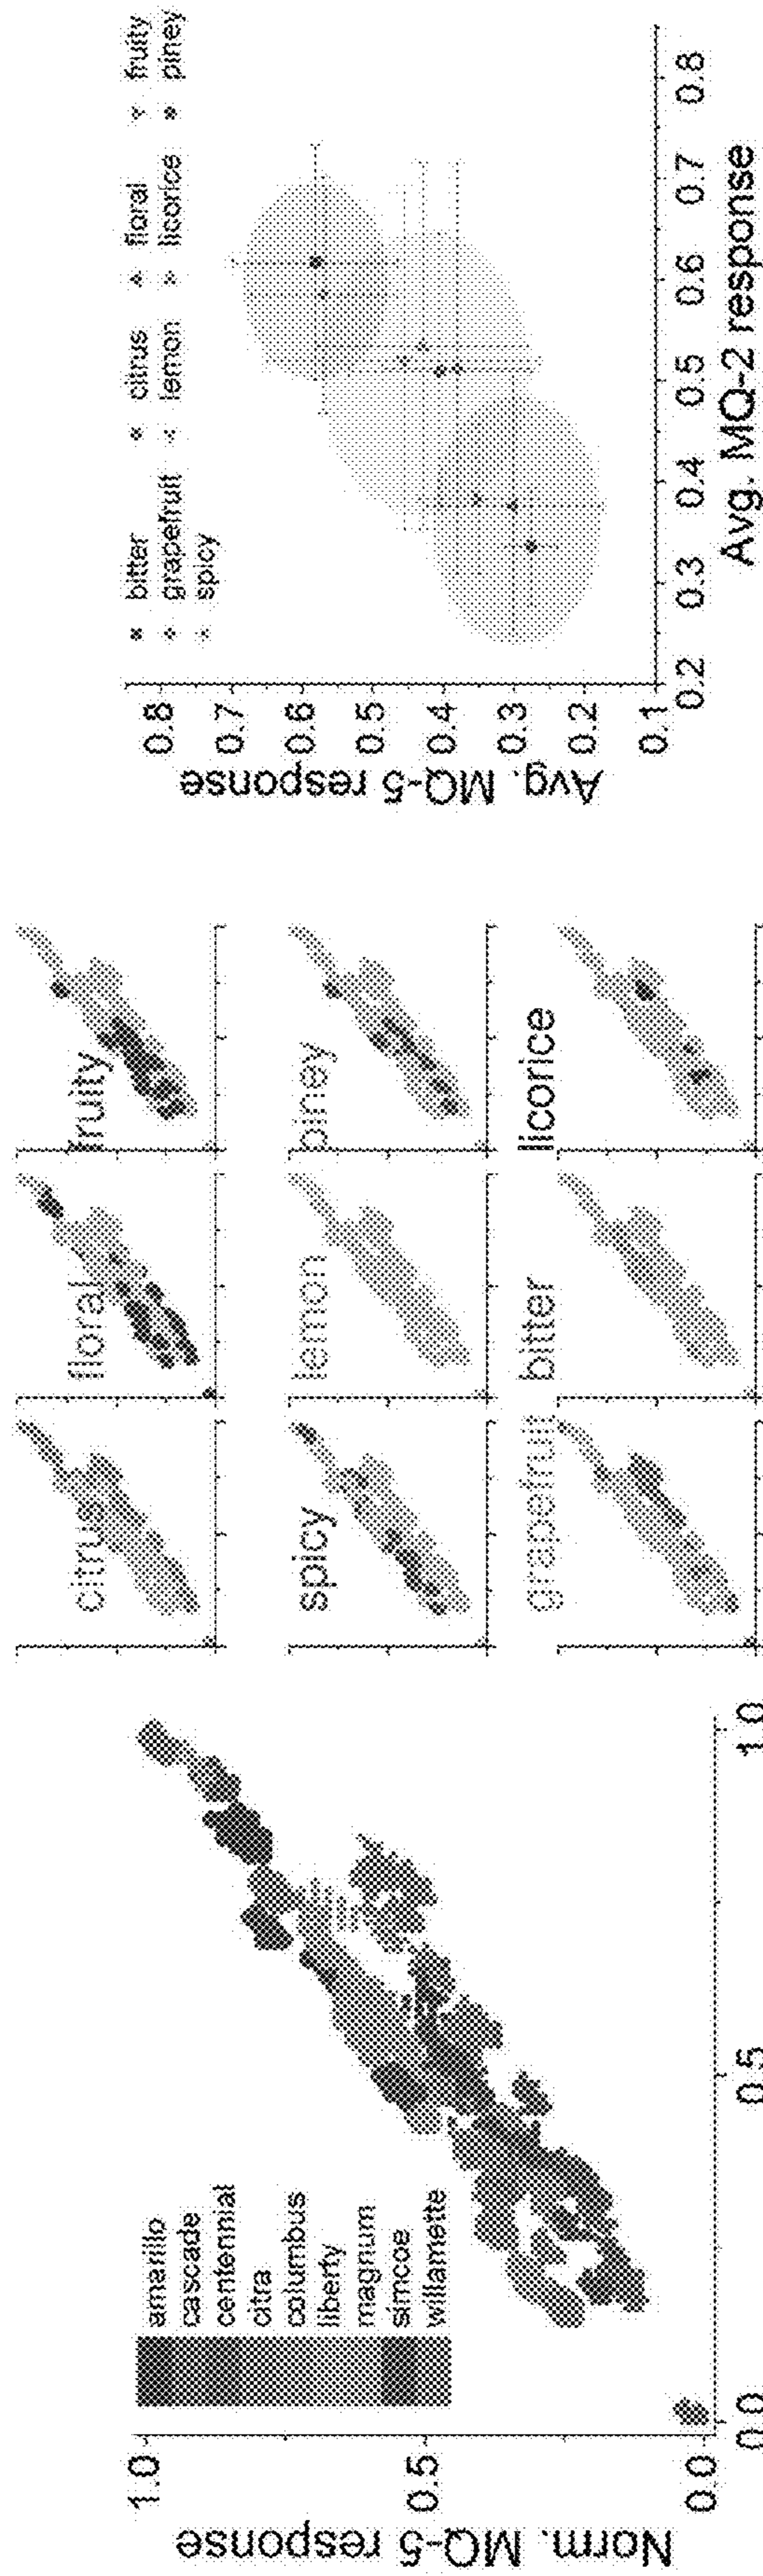 Norm. MQ-5 response
1.0
0.5
0.0
0.0 0.5 1.0
amarillo
cascade
centennial
citra
columbus
liberty
magnum
simcoe
willamette
citrus floral fruity
spicy lemon piney
grapefruit bitter licorice
Avg. MQ-5 response
bitter citrus floral fruity
grapefruit lemon licorice piney
spicy
0.8
0.7
0.6
0.5
0.4
0.3
0.2
0.1
0.2 0.3 0.4 0.5 0.6 0.7 0.8
Avg. MQ-2 response